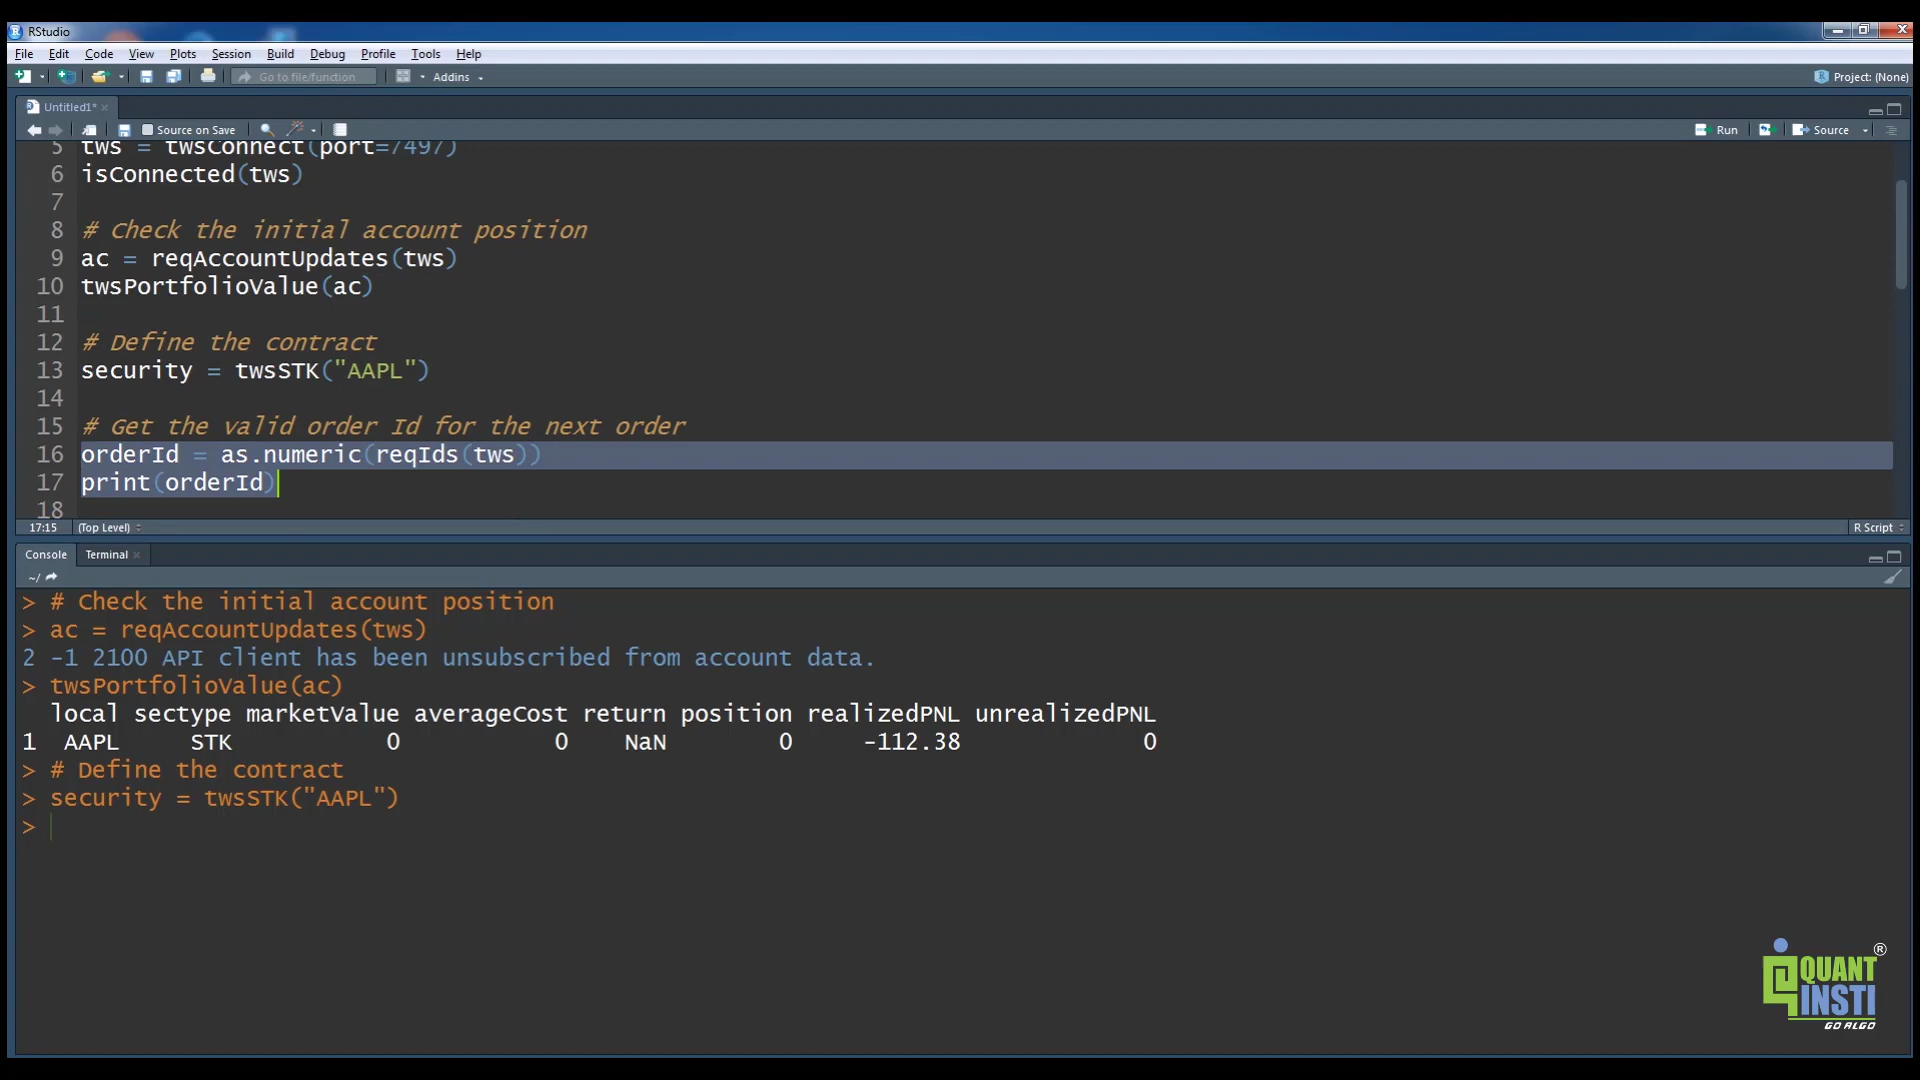 RStudio
File Edit Code View Plots Session Build Debug Profile Tools Help
Go to file/function Addins Project: (None)
Untitled1*
Source on Save Run Source
5 tws = twsConnect(port=7497)
6 isConnected(tws)
7
8 # Check the initial account position
9 ac = reqAccountUpdates(tws)
10 twsPortfolioValue(ac)
11
12 # Define the contract
13 security = twsSTK("AAPL")
14
15 # Get the valid order Id for the next order
16 orderId = as.numeric(reqIds(tws))
17 print(orderId)
18
17:15 (Top Level) R Script
Console Terminal
~/
> # Check the initial account position
> ac = reqAccountUpdates(tws)
2 -1 2100 API client has been unsubscribed from account data.
> twsPortfolioValue(ac)
local sectype marketValue averageCost return position realizedPNL unrealizedPNL
1 AAPL STK 0 0 NaN 0 -112.38 0
> # Define the contract
> security = twsSTK("AAPL")
>
QUANT ®
INSTI
GO ALGO